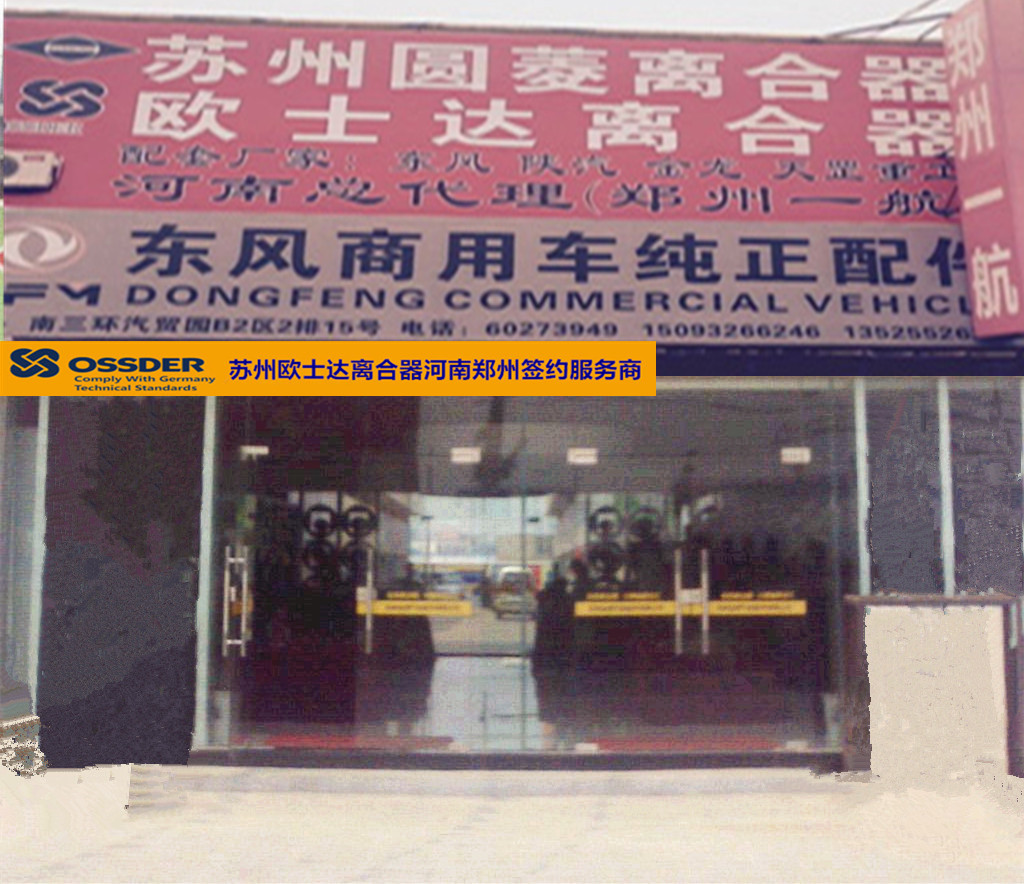 苏州圆菱离合器
欧士达离合器
配套厂家：东风 陕汽 金龙 天罡重工
河南总代理(郑州一航
郑州一航
东风商用车纯正配件
DONGFENG COMMERCIAL VEHICL
南三环汽贸园B2区2排15号 电话：60273949 15093266246 13525526
OSSDER
Comply With Germany
Technical Standards
苏州欧士达离合器河南郑州签约服务商